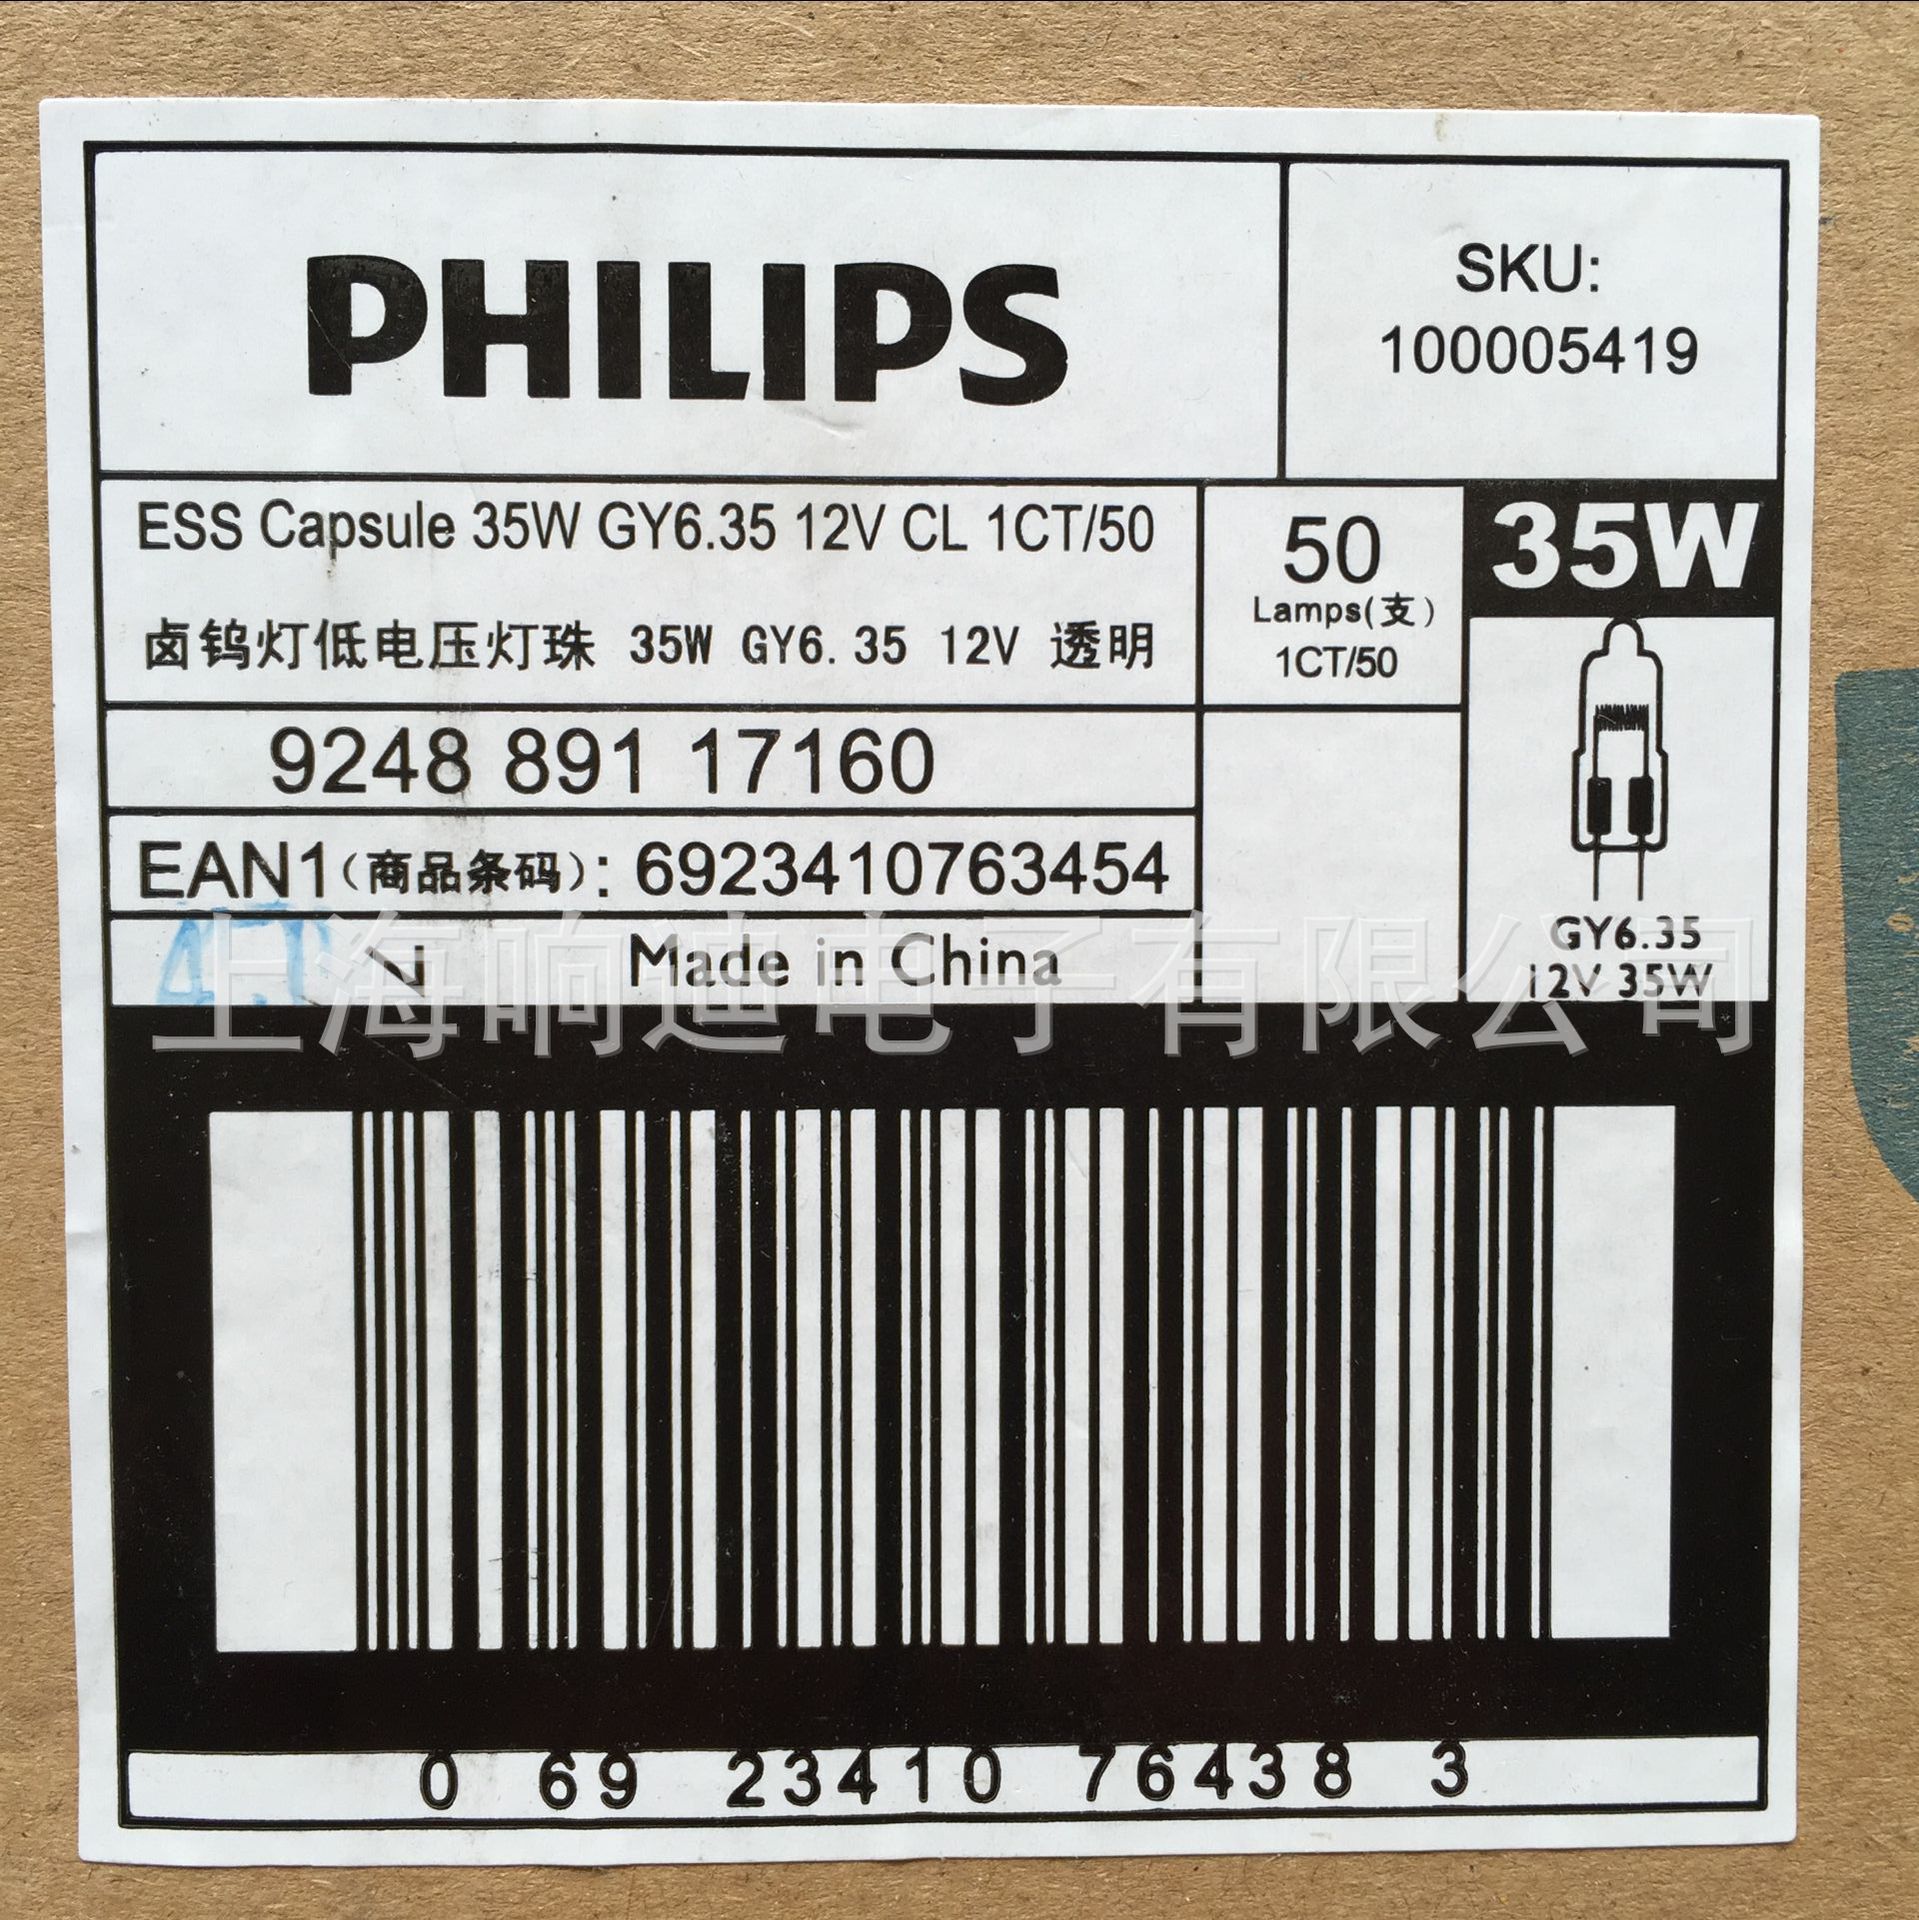 PHILIPS
SKU:
100005419
ESS Capsule 35W GY6.35 12V CL 1CT/50
卤钨灯低电压灯珠 35W GY6.35 12V 透明
50
Lamps(支)
1CT/50
35W
9248 891 17160
EAN1(商品条码): 6923410763454
Made in China
GY6.35
12V 35W
上海响迪电子有限公司
0 69 23410 76438 3